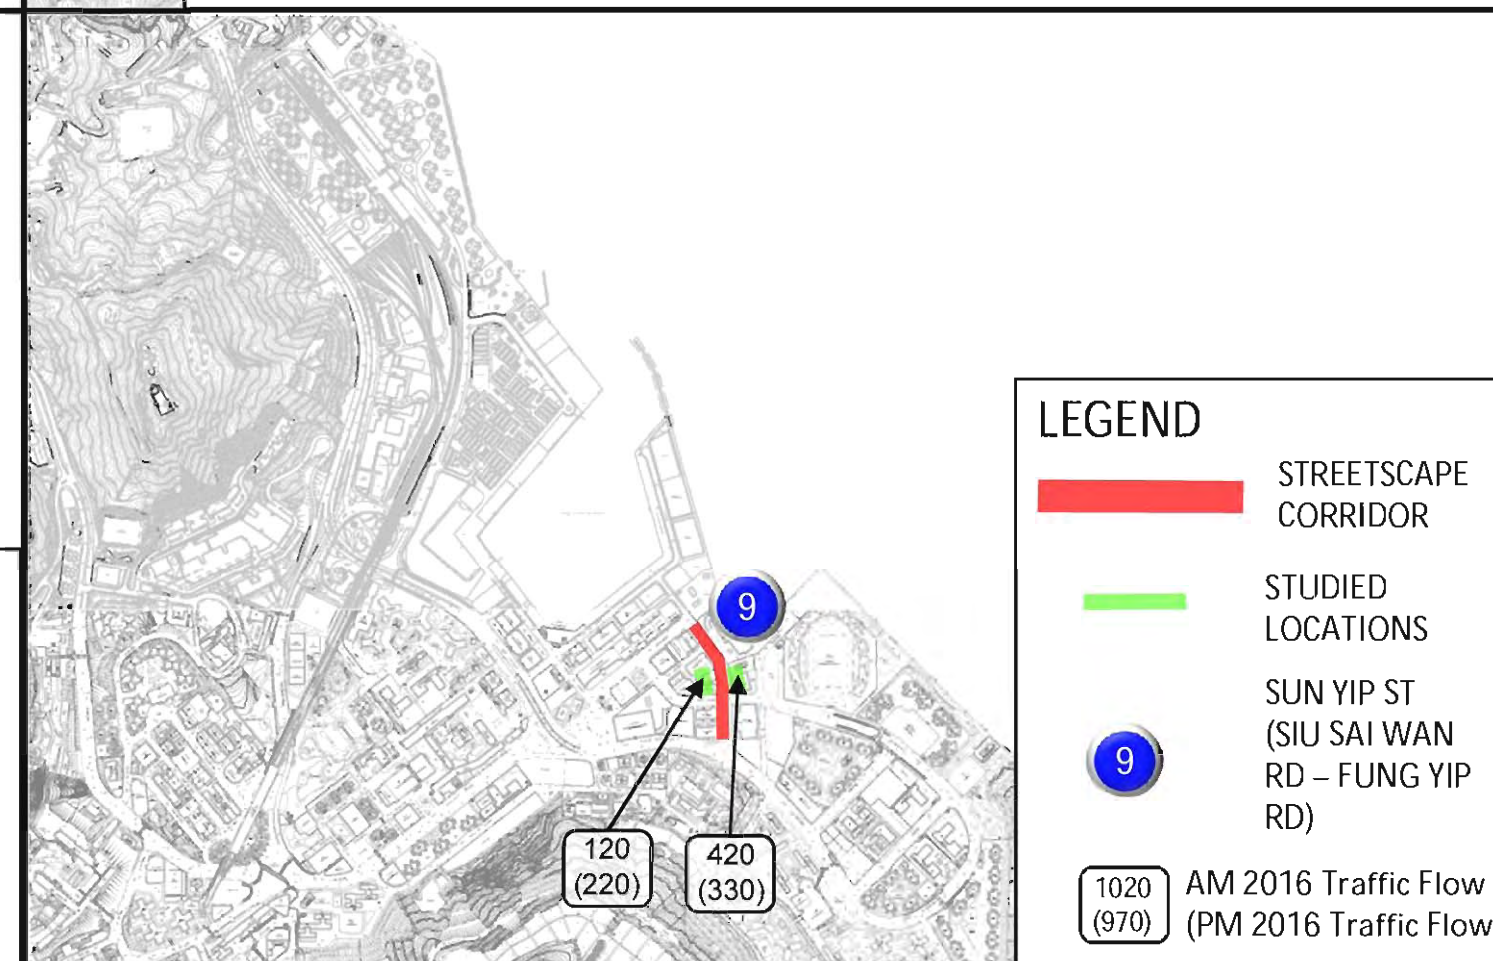 9
120
(220)
420
(330)
LEGEND
STREETSCAPE
CORRIDOR
STUDIED
LOCATIONS
9
SUN YIP ST
(SIU SAI WAN
RD – FUNG YIP
RD)
1020
(970)
AM 2016 Traffic Flow
(PM 2016 Traffic Flow